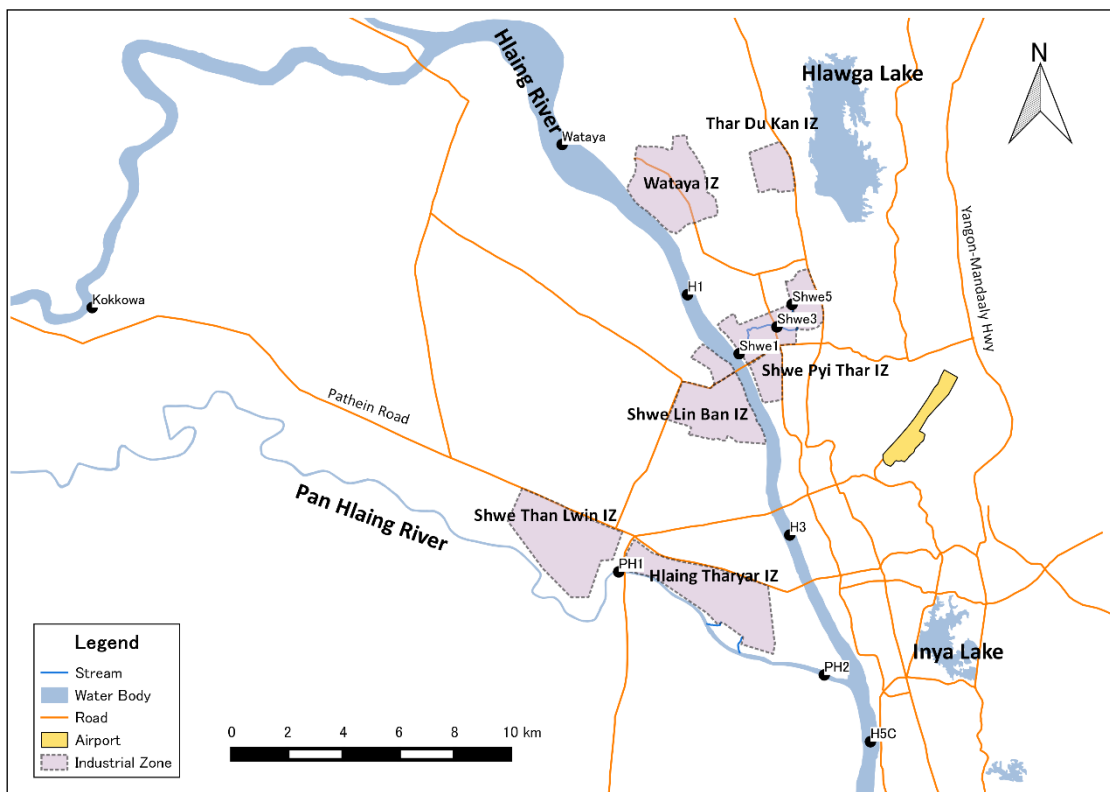 Hlaing River
Hlawga Lake
N
Thar Du Kan IZ
Wataya
Wataya IZ
Yangon-Mandaaly Hwy
Kokkowa
H1
Shwe5
Shwe3
Shwe1
Shwe Pyi Thar IZ
Shwe Lin Ban IZ
Pathein Road
Pan Hlaing River
Shwe Than Lwin IZ
H3
PH1
Hlaing Tharyar IZ
Inya Lake
PH2
H5C
Legend
Stream
Water Body
Road
Airport
Industrial Zone
0 2 4 6 8 10 km